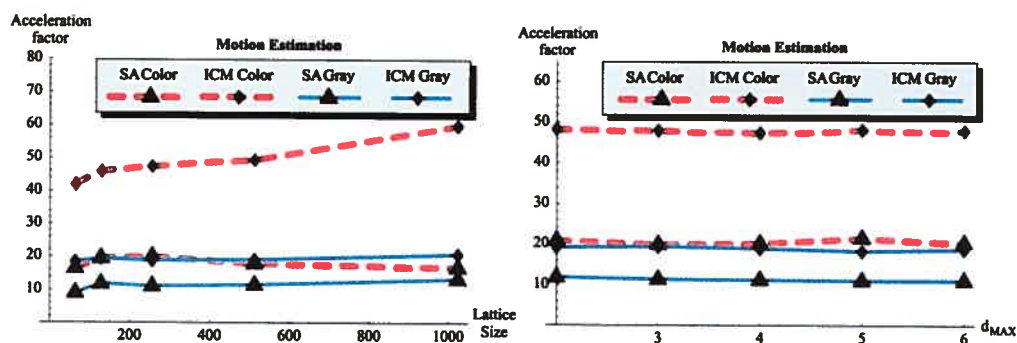 Acceleration
factor
Motion Estimation
SA Color ICM Color SA Gray ICM Gray
80
70
60
50
40
30
20
10
200 400 600 800 1000
Lattice
Size
Acceleration
factor
Motion Estimation
SA Color ICM Color SA Gray ICM Gray
60
50
40
30
20
10
3 4 5 6
dMAX